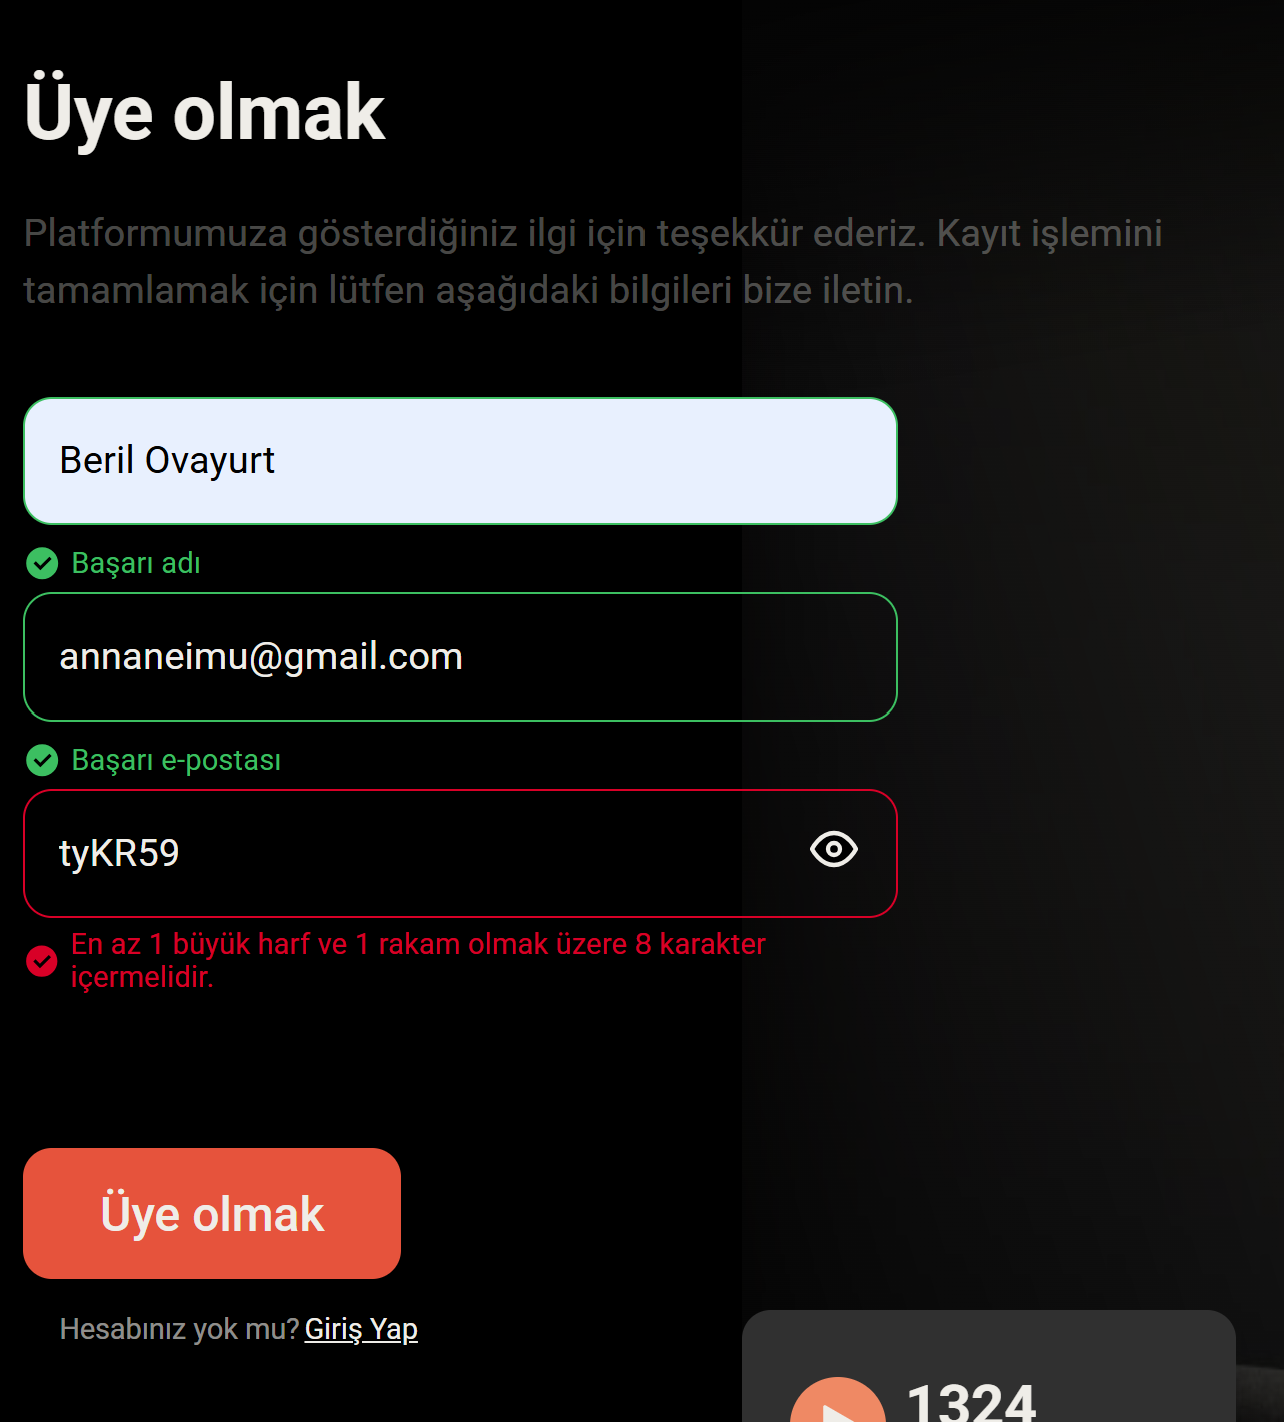 Üye olmak
Platformumuza gösterdiğiniz ilgi için teşekkür ederiz. Kayıt işlemini
tamamlamak için lütfen aşağıdaki bilgileri bize iletin.
Beril Ovayurt
Başarı adı
annaneimu@gmail.com
Başarı e-postası
tyKR59
En az 1 büyük harf ve 1 rakam olmak üzere 8 karakter
içermelidir.
Üye olmak
Hesabınız yok mu? Giriş Yap
1324